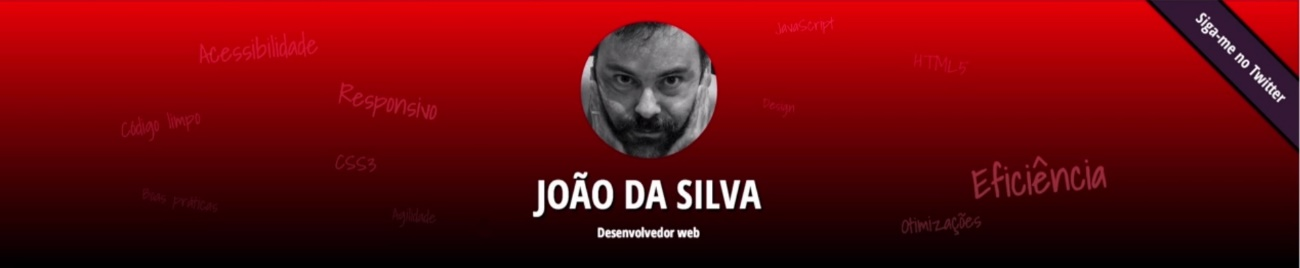 Acessibilidade
JavaScript
Siga-me no Twitter
HTML5
Responsivo
Design
Código limpo
CSS3
Eficiência
Boas práticas
JOÃO DA SILVA
Agilidade
Otimizações
Desenvolvedor web